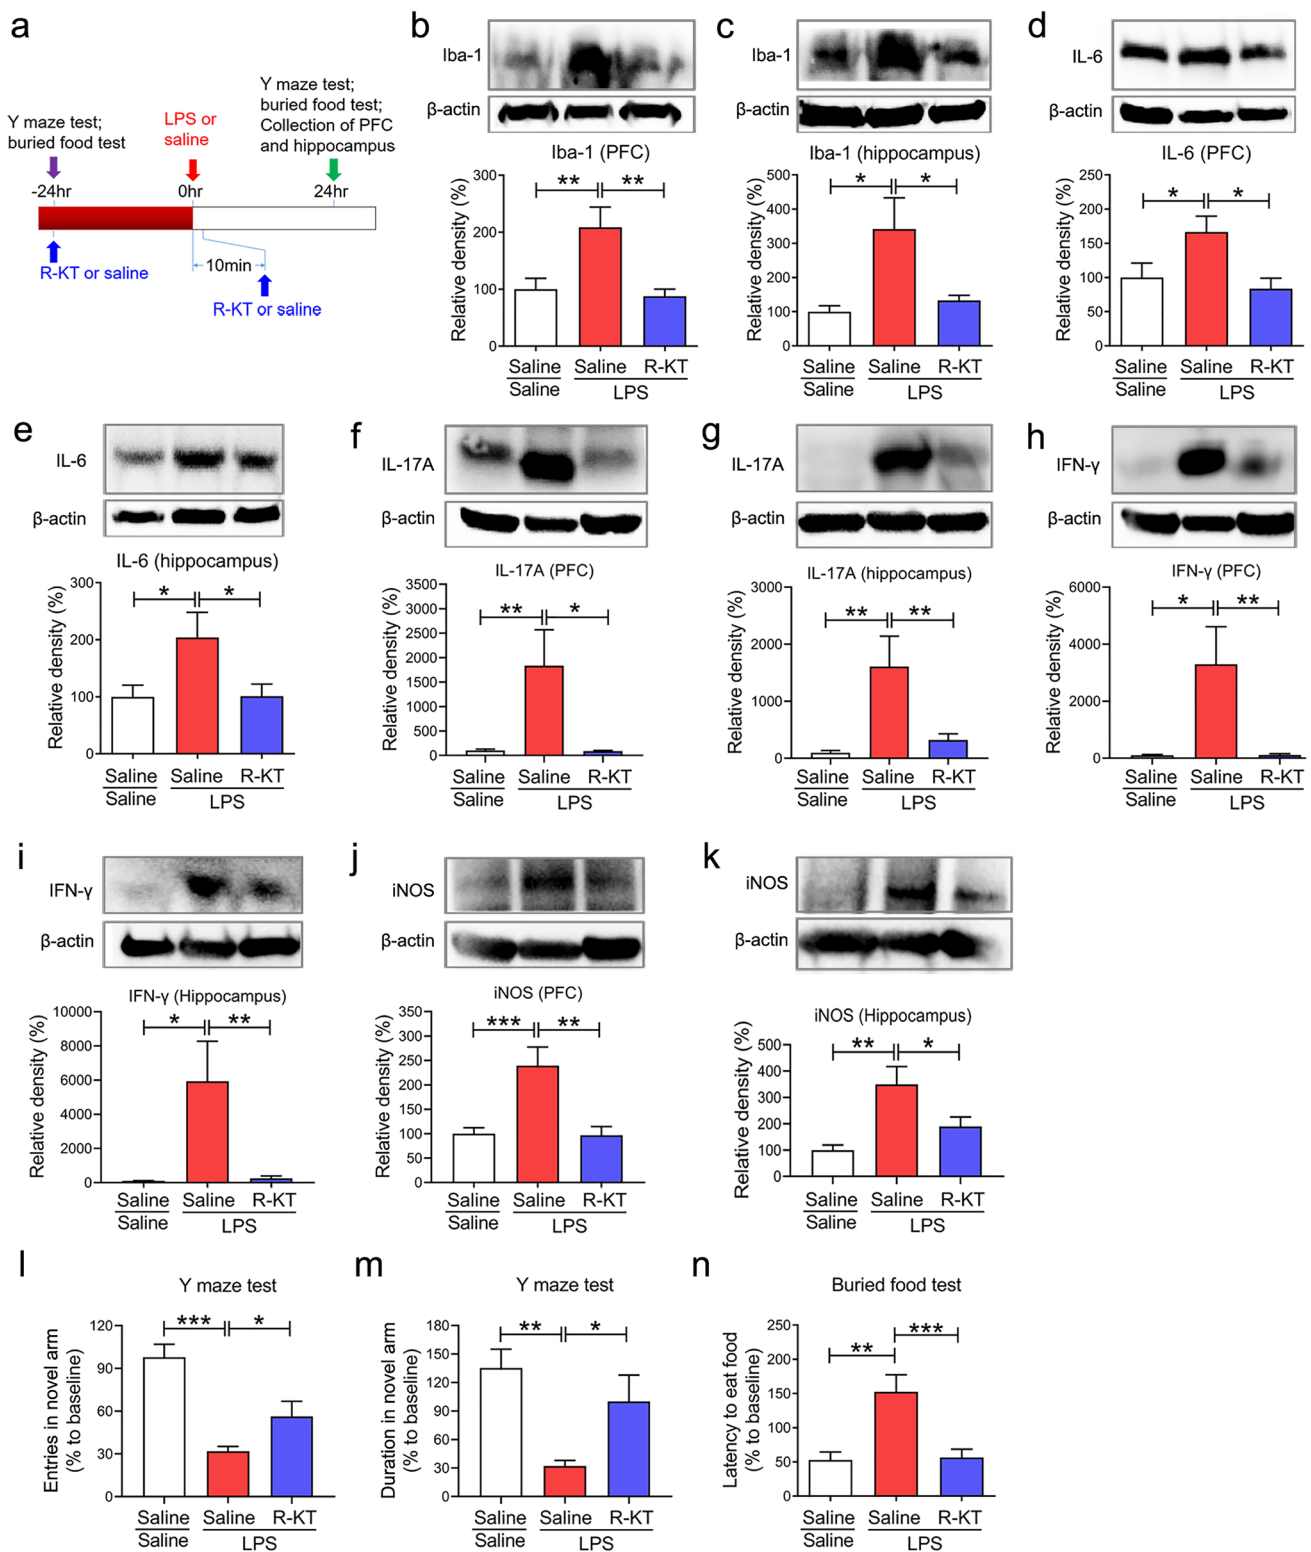 a
Y maze test;
buried food test
LPS or
saline
Y maze test;
buried food test;
Collection of PFC
and hippocampus
-24hr
0hr
24hr
10min
R-KT or saline
R-KT or saline
b
Iba-1
β-actin
Iba-1 (PFC)
Relative density (%)
300
200
100
0
** **
Saline Saline R-KT
Saline LPS
c
Iba-1
β-actin
Iba-1 (hippocampus)
Relative density (%)
500
400
300
200
100
0
* *
Saline Saline R-KT
Saline LPS
d
IL-6
β-actin
IL-6 (PFC)
Relative density (%)
250
200
150
100
50
0
* *
Saline Saline R-KT
Saline LPS
e
IL-6
β-actin
IL-6 (hippocampus)
Relative density (%)
300
200
100
0
* *
Saline Saline R-KT
Saline LPS
f
IL-17A
β-actin
IL-17A (PFC)
Relative density (%)
3500
3000
2500
2000
1500
1000
500
0
** *
Saline Saline R-KT
Saline LPS
g
IL-17A
β-actin
IL-17A (hippocampus)
Relative density (%)
3000
2000
1000
0
** **
Saline Saline R-KT
Saline LPS
h
IFN-γ
β-actin
IFN-γ (PFC)
Relative density (%)
6000
4000
2000
0
* **
Saline Saline R-KT
Saline LPS
i
IFN-γ
β-actin
IFN-γ (Hippocampus)
Relative density (%)
10000
8000
6000
4000
2000
0
* **
Saline Saline R-KT
Saline LPS
j
iNOS
β-actin
iNOS (PFC)
Relative density (%)
350
300
250
200
150
100
50
0
*** **
Saline Saline R-KT
Saline LPS
k
iNOS
β-actin
iNOS (Hippocampus)
Relative density (%)
500
400
300
200
100
0
** *
Saline Saline R-KT
Saline LPS
l
Y maze test
Entries in novel arm
(% to baseline)
120
90
60
30
0
*** *
Saline Saline R-KT
Saline LPS
m
Y maze test
Duration in novel arm
(% to baseline)
180
150
120
90
60
30
0
** *
Saline Saline R-KT
Saline LPS
n
Buried food test
Latency to eat food
(% to baseline)
250
200
150
100
50
0
** ***
Saline Saline R-KT
Saline LPS